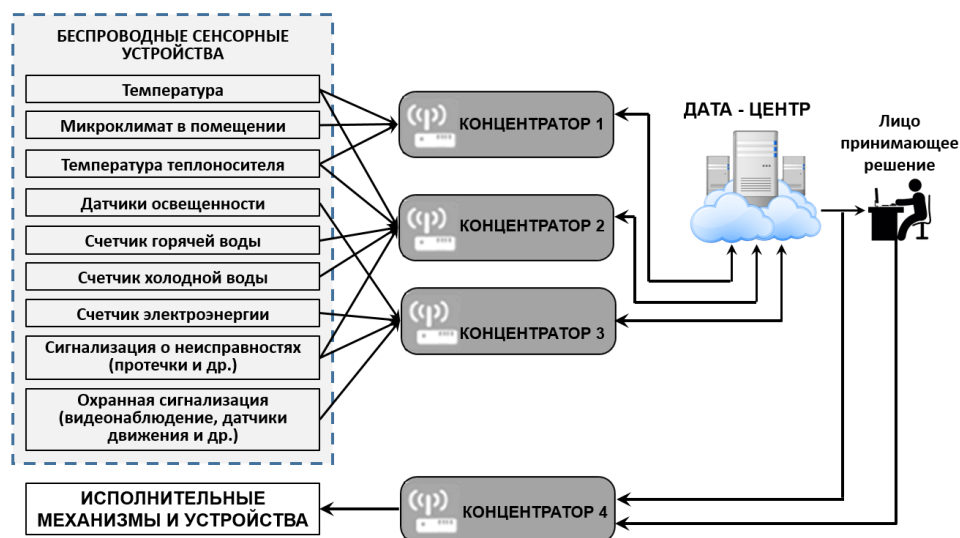 БЕСПРОВОДНЫЕ СЕНСОРНЫЕ
УСТРОЙСТВА
Температура
Микроклимат в помещении
Температура теплоносителя
Датчики освещенности
Счетчик горячей воды
Счетчик холодной воды
Счетчик электроэнергии
Сигнализация о неисправностях
(протечки и др.)
Охранная сигнализация
(видеонаблюдение, датчики
движения и др.)
ИСПОЛНИТЕЛЬНЫЕ
МЕХАНИЗМЫ И УСТРОЙСТВА
КОНЦЕНТРАТОР 1
КОНЦЕНТРАТОР 2
КОНЦЕНТРАТОР 3
КОНЦЕНТРАТОР 4
ДАТА - ЦЕНТР
Лицо
принимающее
решение